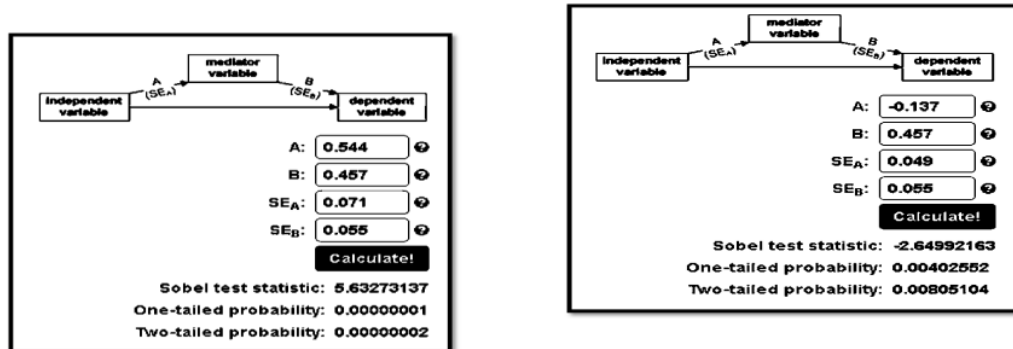 mediator
variable
A
(SEA)
B
(SEB)
independent
variable
dependent
variable
A: 0.544
B: 0.457
SEA: 0.071
SEB: 0.055
Calculate!
Sobel test statistic: 5.63273137
One-tailed probability: 0.00000001
Two-tailed probability: 0.00000002
mediator
variable
A
(SEA)
B
(SEB)
independent
variable
dependent
variable
A: -0.137
B: 0.457
SEA: 0.049
SEB: 0.055
Calculate!
Sobel test statistic: -2.64992163
One-tailed probability: 0.00402552
Two-tailed probability: 0.00805104